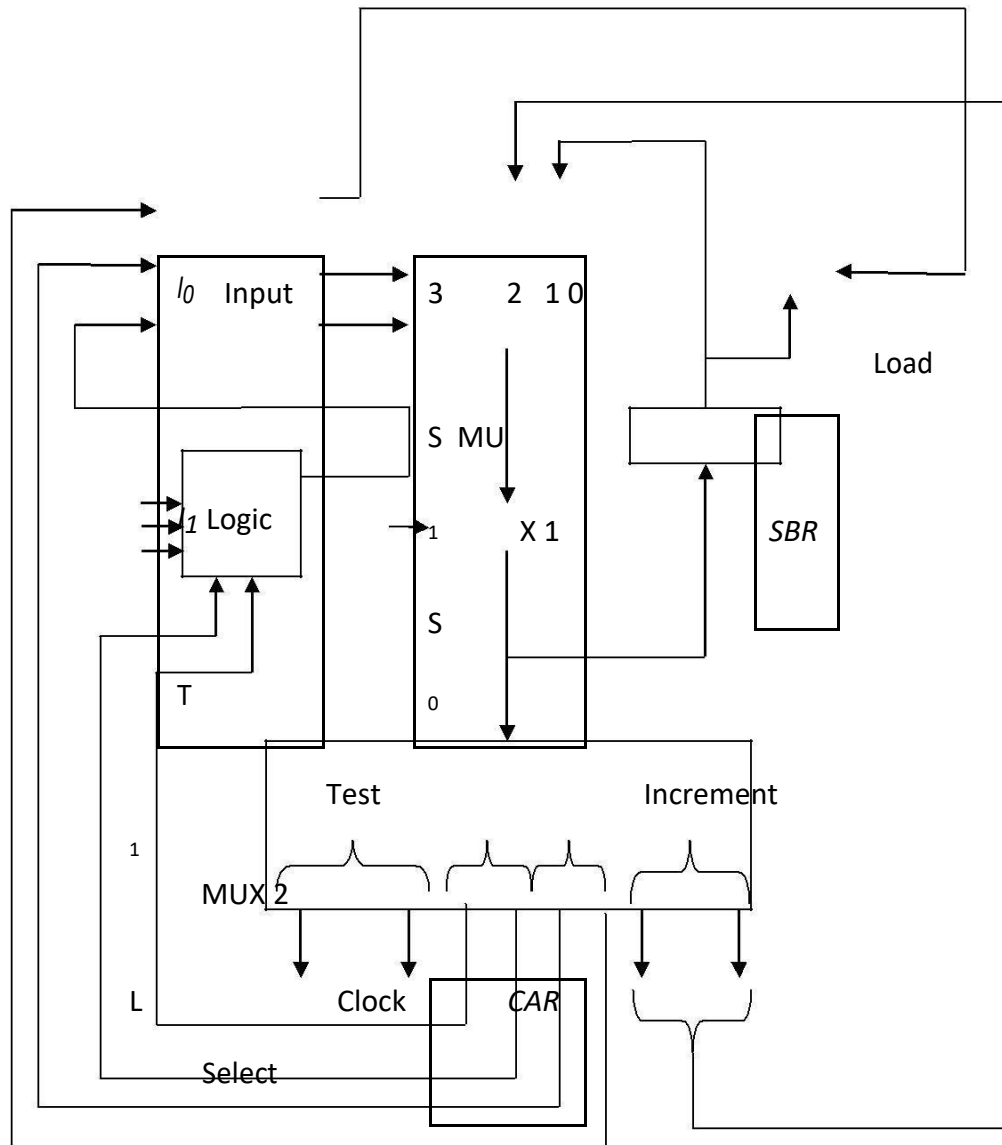 I0 Input
3 2 1 0
Load
S MU
I1 Logic
1 X 1
SBR
S
T
0
Test Increment
1
MUX 2
L Clock CAR
Select